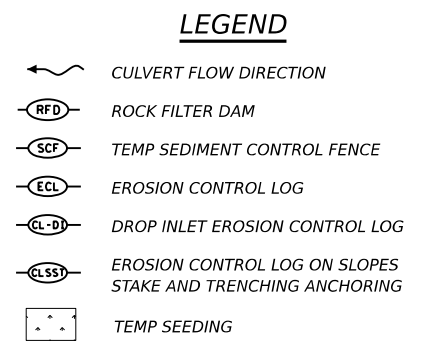 LEGEND
CULVERT FLOW DIRECTION
RFD ROCK FILTER DAM
SCF TEMP SEDIMENT CONTROL FENCE
ECL EROSION CONTROL LOG
CL-DI DROP INLET EROSION CONTROL LOG
CLSST EROSION CONTROL LOG ON SLOPES
STAKE AND TRENCHING ANCHORING
TEMP SEEDING